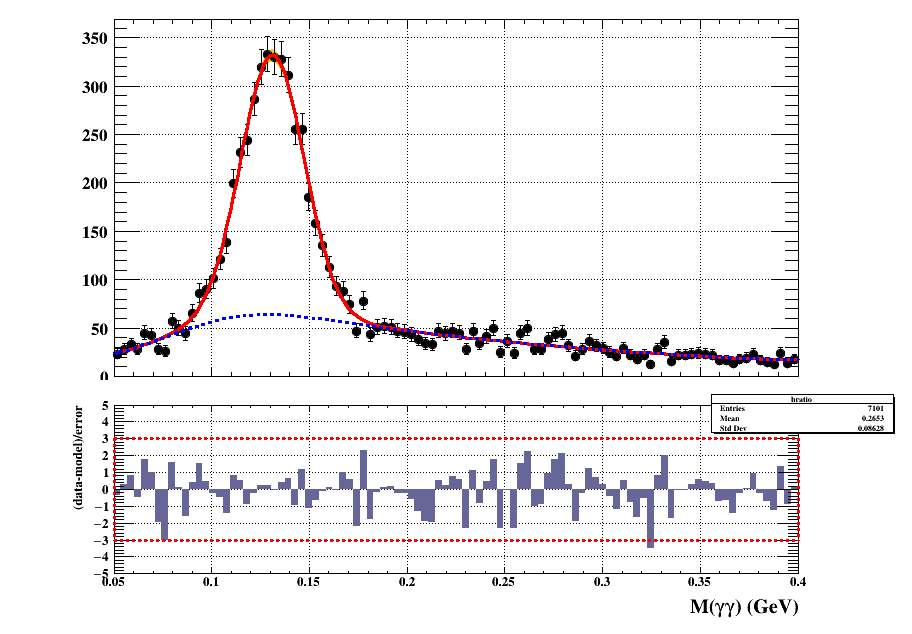 350
300
250
200
150
100
50
0
hratio
Entries 7101
Mean 0.2653
Std Dev 0.08628
(data-model)/error
5
4
3
2
1
0
−1
−2
−3
−4
−5
0.05 0.1 0.15 0.2 0.25 0.3 0.35 0.4
M(γγ) (GeV)